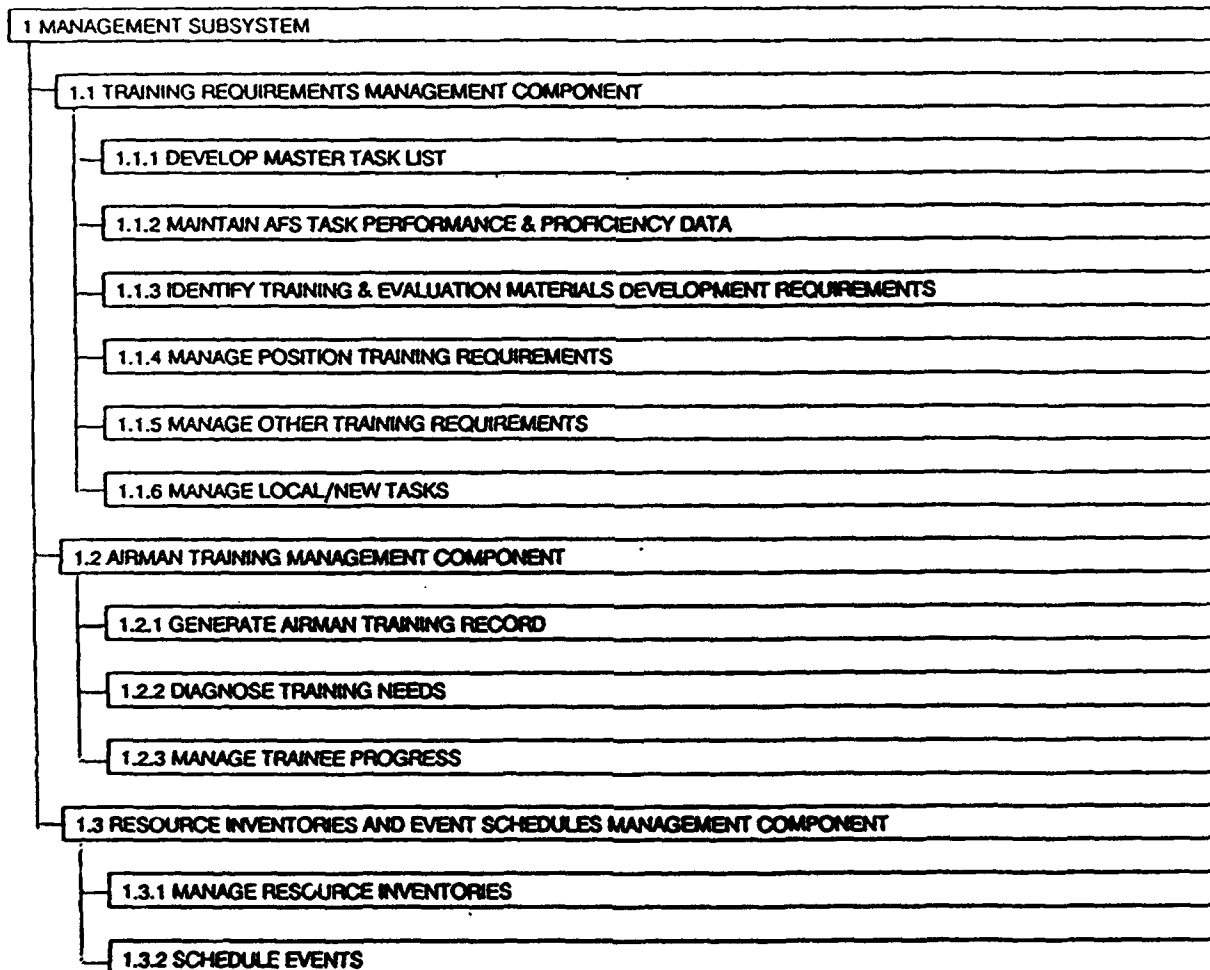 1 MANAGEMENT SUBSYSTEM
1.1 TRAINING REQUIREMENTS MANAGEMENT COMPONENT
1.1.1 DEVELOP MASTER TASK LIST
1.1.2 MAINTAIN AFS TASK PERFORMANCE & PROFICIENCY DATA
1.1.3 IDENTIFY TRAINING & EVALUATION MATERIALS DEVELOPMENT REQUIREMENTS
1.1.4 MANAGE POSITION TRAINING REQUIREMENTS
1.1.5 MANAGE OTHER TRAINING REQUIREMENTS
1.1.6 MANAGE LOCAL/NEW TASKS
1.2 AIRMAN TRAINING MANAGEMENT COMPONENT
1.2.1 GENERATE AIRMAN TRAINING RECORD
1.2.2 DIAGNOSE TRAINING NEEDS
1.2.3 MANAGE TRAINEE PROGRESS
1.3 RESOURCE INVENTORIES AND EVENT SCHEDULES MANAGEMENT COMPONENT
1.3.1 MANAGE RESOURCE INVENTORIES
1.3.2 SCHEDULE EVENTS